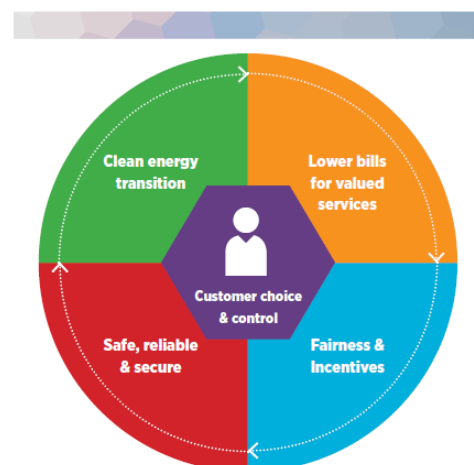 Clean energy
transition
Lower bills
for valued
services
Customer choice
& control
Safe, reliable
& secure
Fairness &
Incentives